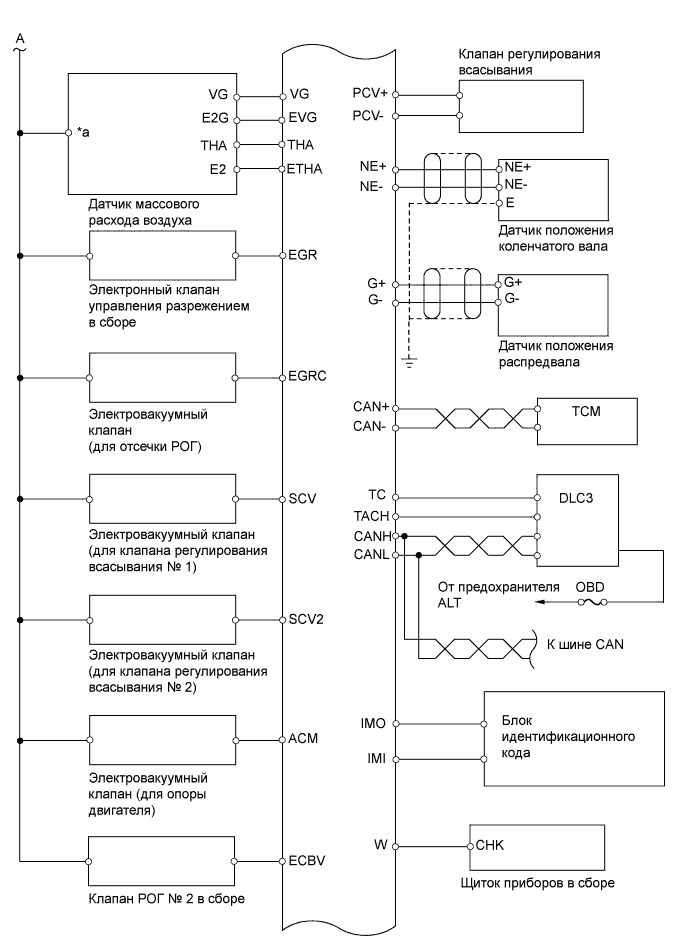 A
*a
VG
E2G
THA
E2
VG
EVG
THA
ETHA
Датчик массового
расхода воздуха
EGR
Электронный клапан
управления разрежением
в сборе
EGRC
Электровакуумный
клапан
(для отсечки РОГ)
SCV
Электровакуумный клапан
(для клапана регулирования
всасывания № 1)
SCV2
Электровакуумный клапан
(для клапана регулирования
всасывания № 2)
ACM
Электровакуумный
клапан (для опоры
двигателя)
ECBV
Клапан РОГ № 2 в сборе
Клапан регулирования
всасывания
PCV+
PCV-
NE+
NE-
NE+
NE-
E
Датчик положения
коленчатого вала
G+
G-
G+
G-
Датчик положения
распредвала
CAN+
CAN-
TCM
TC
TACH
CANH
CANL
DLC3
От предохранителя
ALT
OBD
К шине CAN
IMO
IMI
Блок
идентификационного
кода
W
CHK
Щиток приборов в сборе